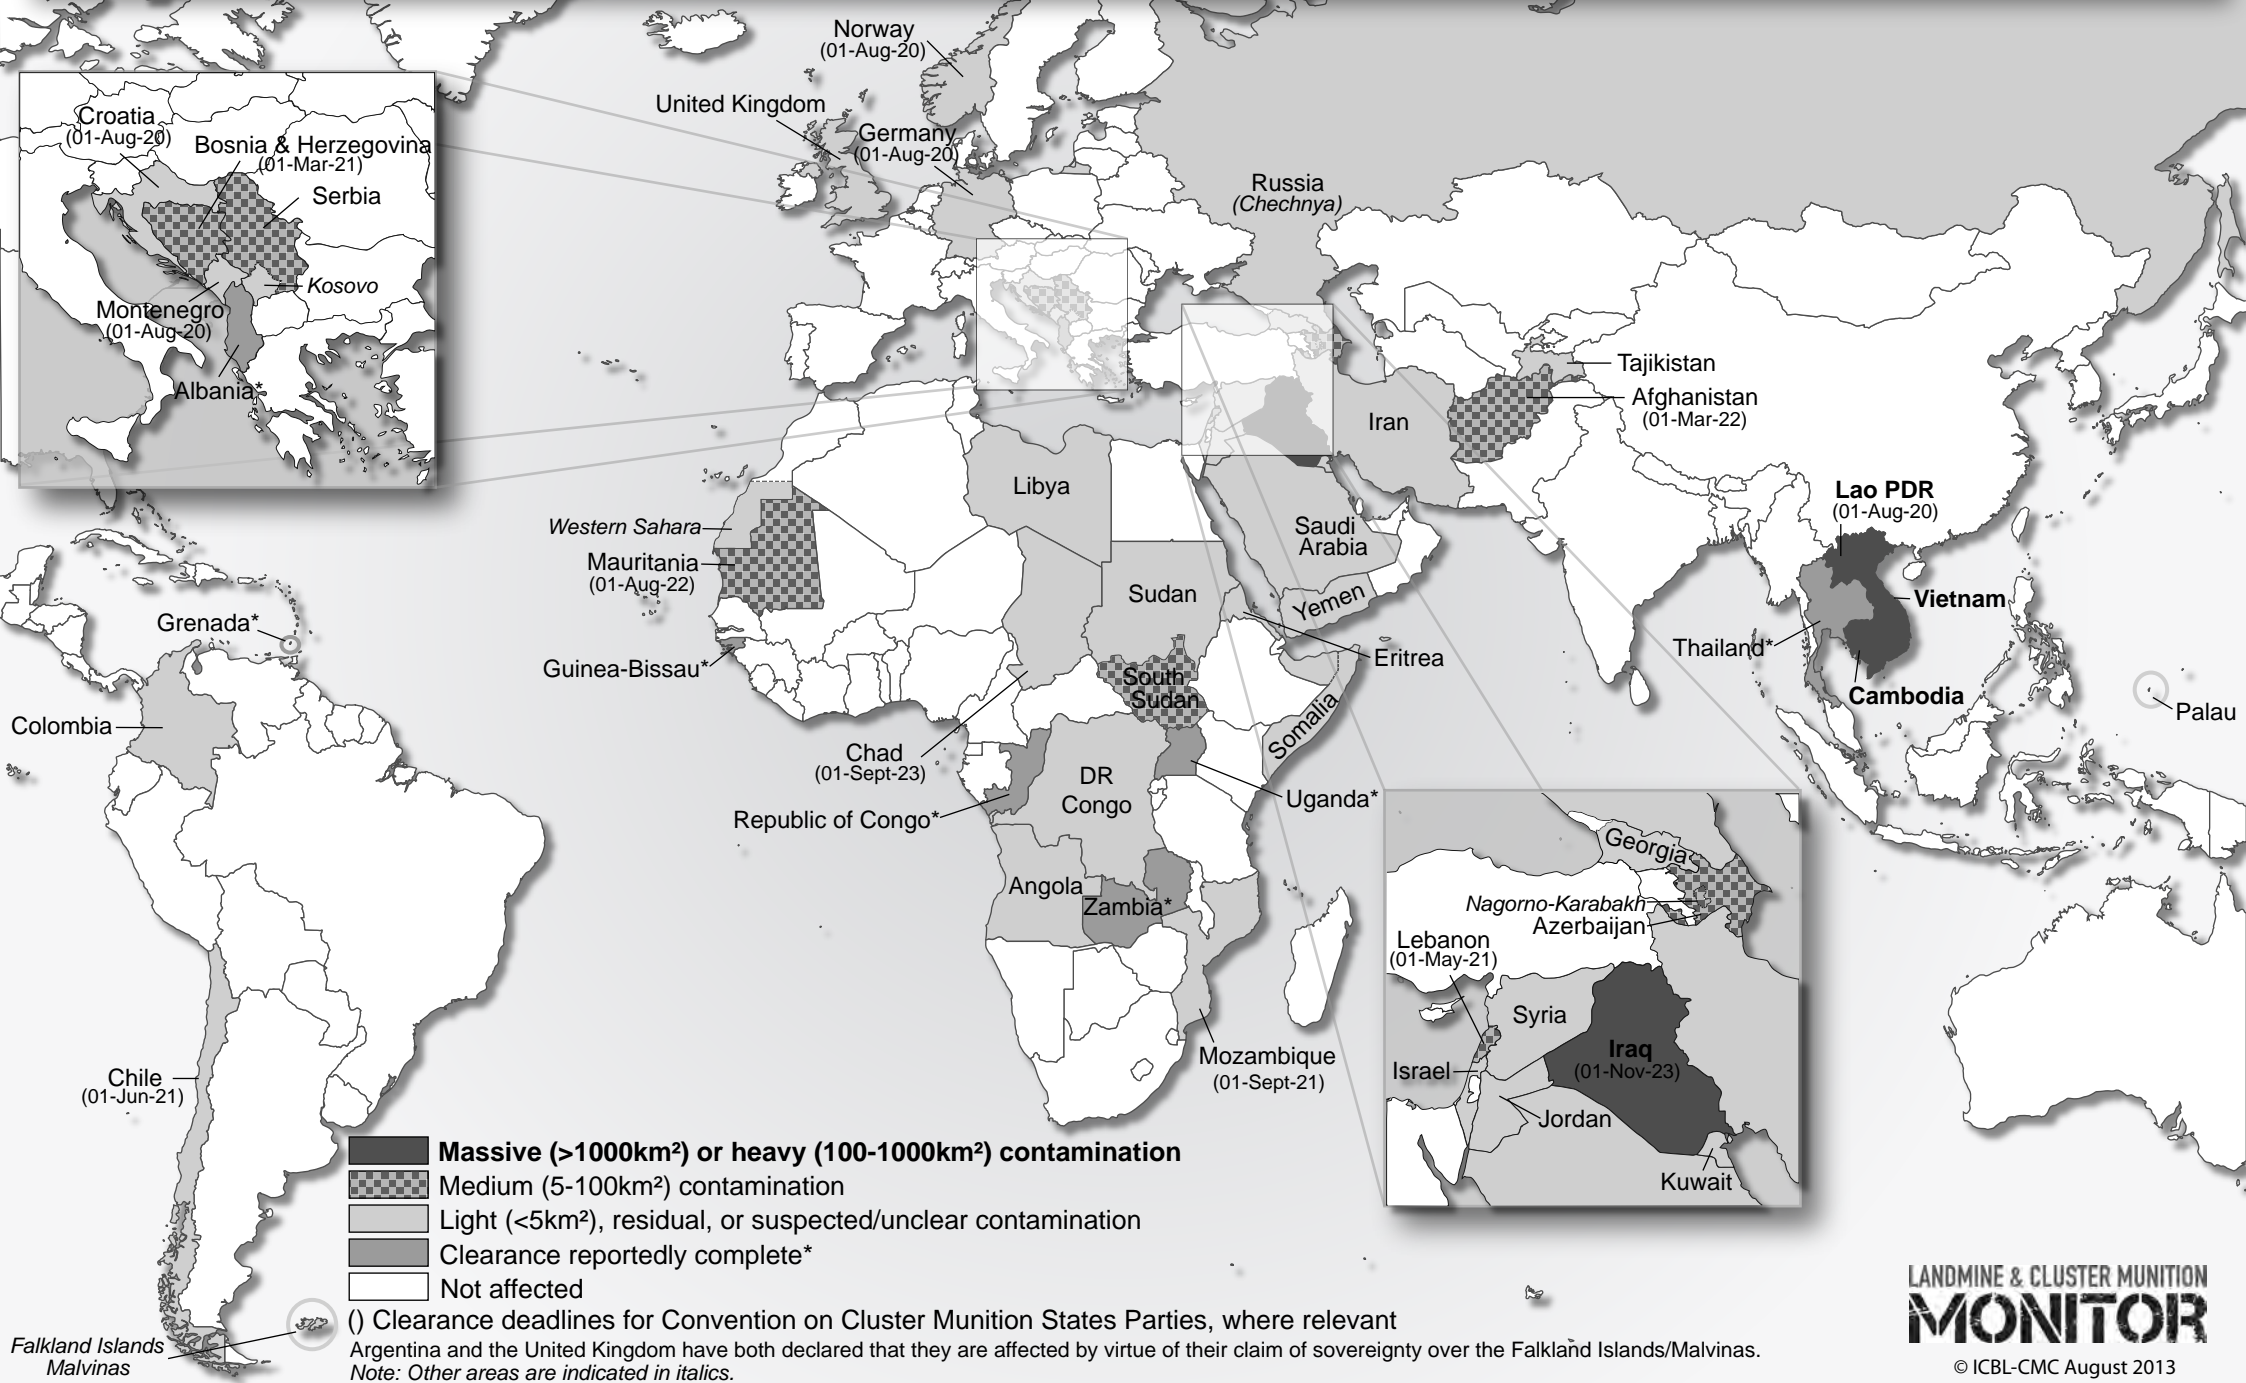 Norway
(01-Aug-20)
United Kingdom
Germany
(01-Aug-20)
Russia
(Chechnya)
Croatia
(01-Aug-20)
Bosnia & Herzegovina
(01-Mar-21)
Serbia
Kosovo
Montenegro
(01-Aug-20)
Albania*
Tajikistan
Afghanistan
(01-Mar-22)
Iran
Libya
Lao PDR
(01-Aug-20)
Western Sahara
Mauritania
(01-Aug-22)
Saudi
Arabia
Sudan
Yemen
Vietnam
Grenada*
Guinea-Bissau*
Eritrea
Thailand*
South
Sudan
Cambodia
Palau
Colombia
Somalia
Chad
(01-Sept-23)
DR
Congo
Uganda*
Republic of Congo*
Angola
Zambia*
Georgia
Nagorno-Karabakh
Azerbaijan
Lebanon
(01-May-21)
Syria
Iraq
(01-Nov-23)
Israel
Jordan
Kuwait
Mozambique
(01-Sept-21)
Chile
(01-Jun-21)
Massive (>1000km²) or heavy (100-1000km²) contamination
Medium (5-100km²) contamination
Light (<5km²), residual, or suspected/unclear contamination
Clearance reportedly complete*
Not affected
() Clearance deadlines for Convention on Cluster Munition States Parties, where relevant
Argentina and the United Kingdom have both declared that they are affected by virtue of their claim of sovereignty over the Falkland Islands/Malvinas.
Note: Other areas are indicated in italics.
Falkland Islands
Malvinas
LANDMINE & CLUSTER MUNITION
MONITOR
© ICBL-CMC August 2013